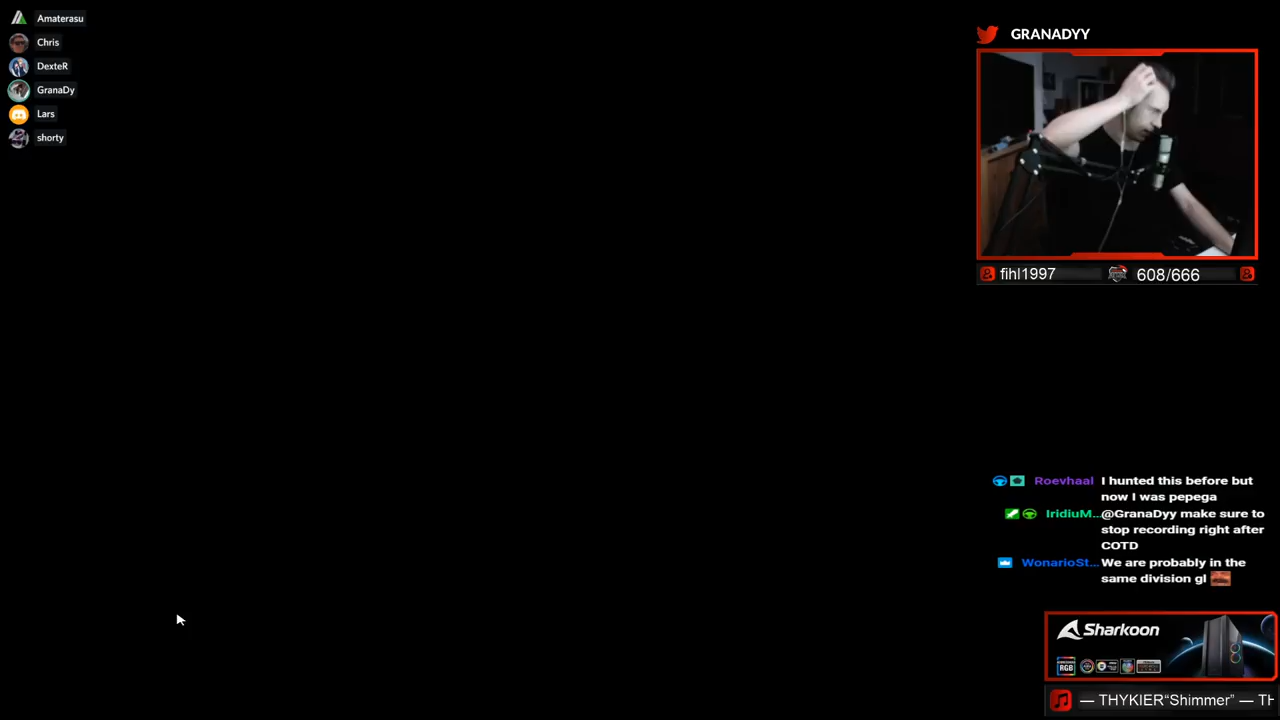 Amaterasu
Chris
DexteR
GranaDy
Lars
shorty
GRANADYY
fihl1997
608/666
Roevhaal I hunted this before but
now I was pepega
IridiuM... @GranaDyy make sure to
stop recording right after
COTD
WonarioSt... We are probably in the
same division gl
Sharkoon
RGB
— THYKIER“Shimmer” — TH